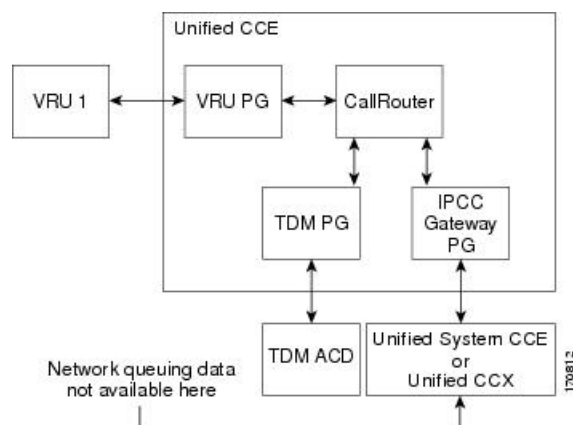 Unified CCE
VRU 1
VRU PG
CallRouter
TDM PG
IPCC
Gateway
PG
TDM ACD
Unified System CCE
or
Unified CCX
Network queuing data
not available here
179812